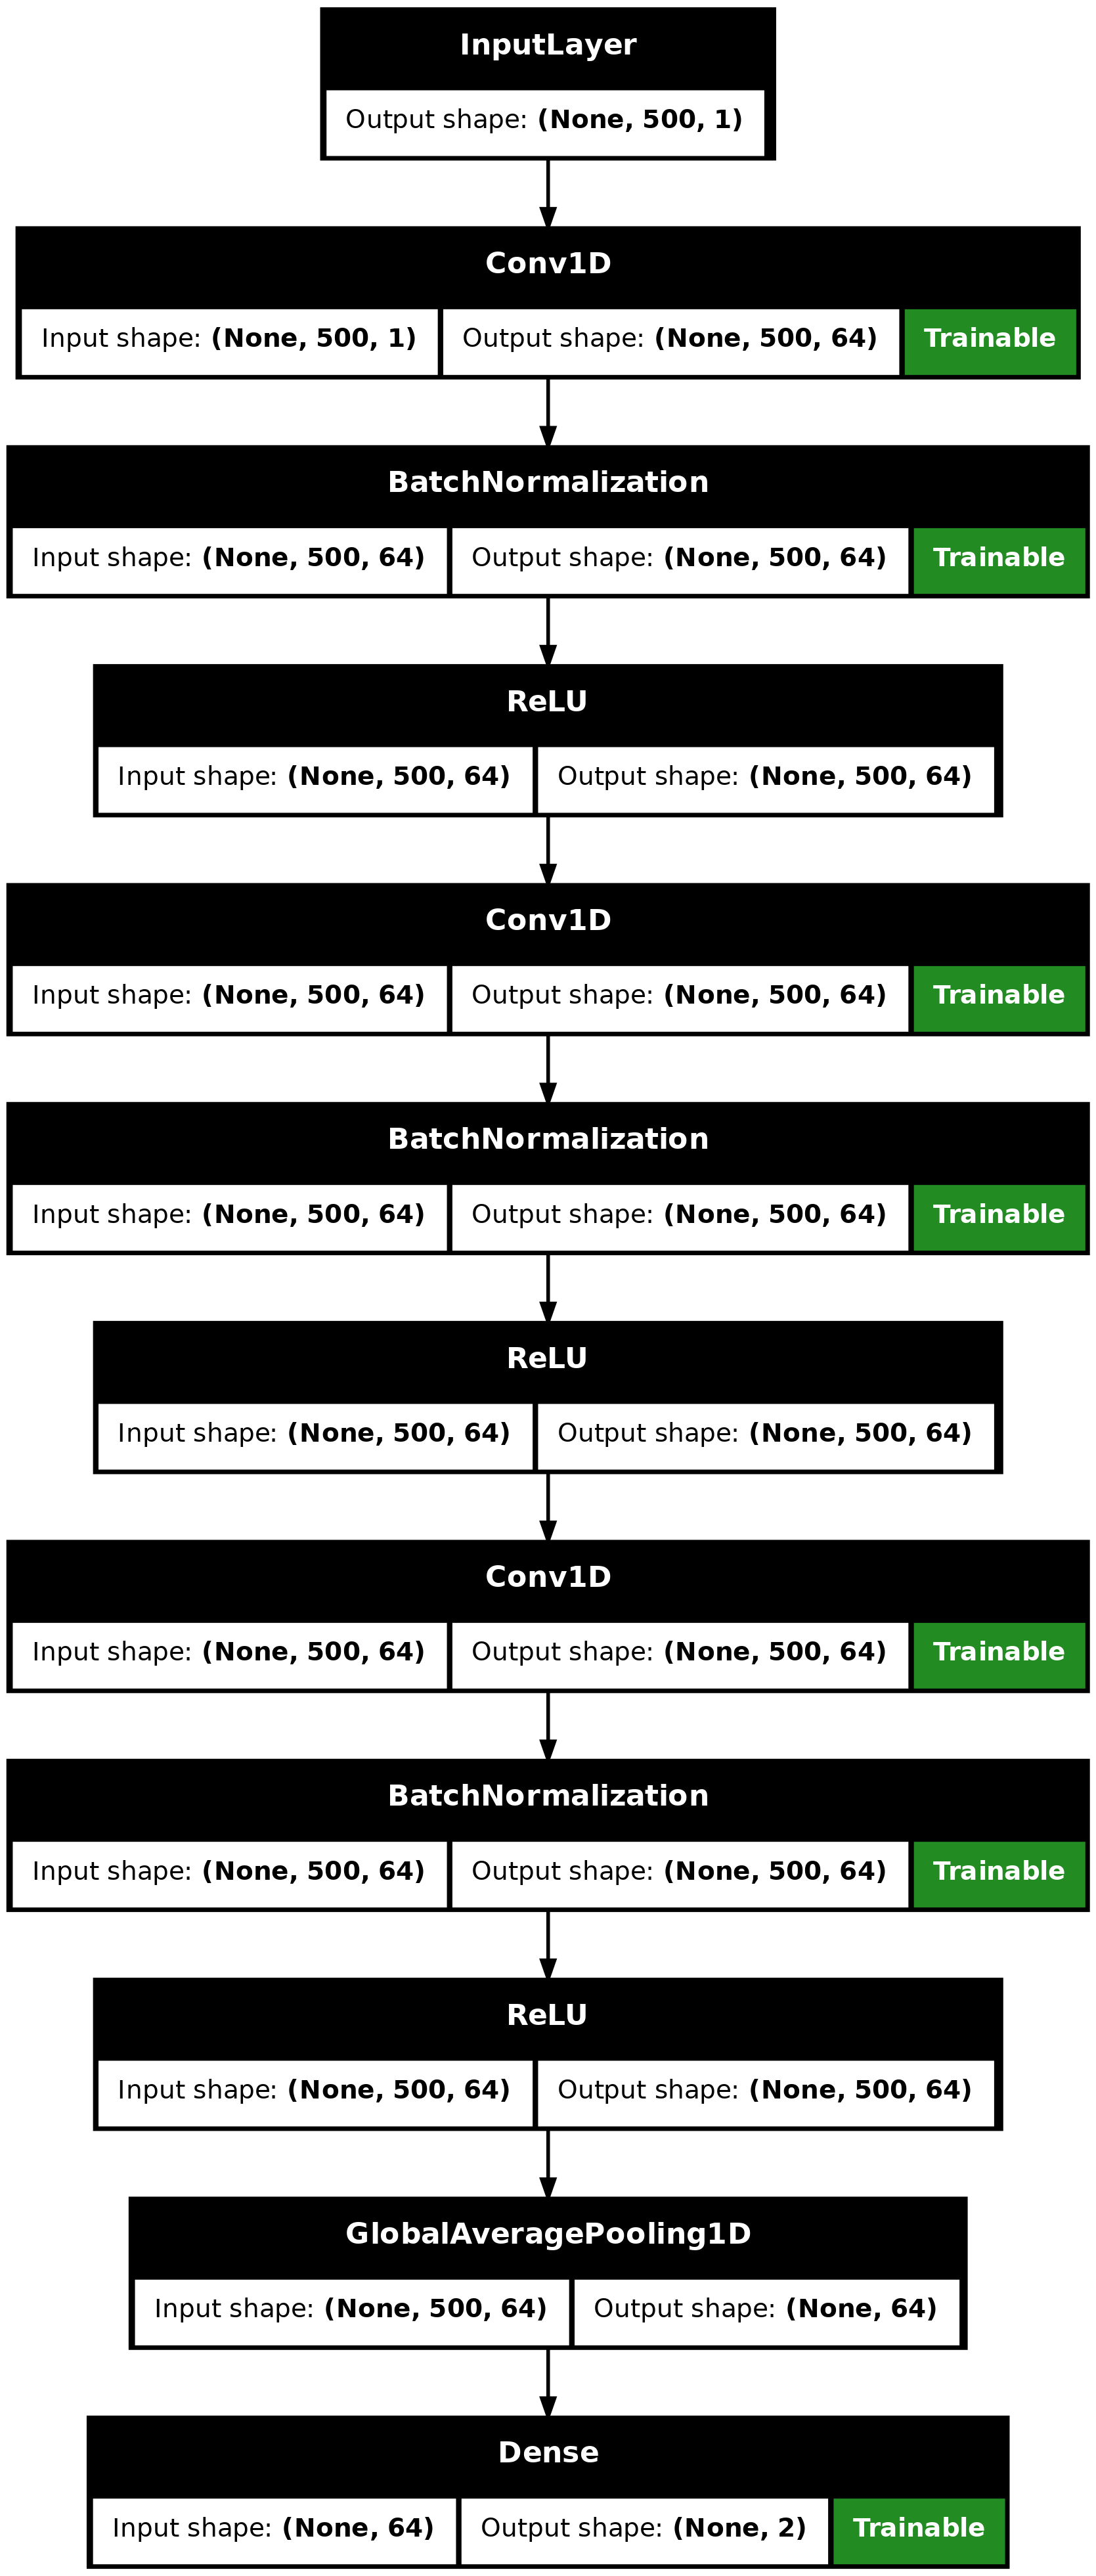 InputLayer
Output shape: (None, 500, 1)
Conv1D
Input shape: (None, 500, 1) Output shape: (None, 500, 64) Trainable
BatchNormalization
Input shape: (None, 500, 64) Output shape: (None, 500, 64) Trainable
ReLU
Input shape: (None, 500, 64) Output shape: (None, 500, 64)
Conv1D
Input shape: (None, 500, 64) Output shape: (None, 500, 64) Trainable
BatchNormalization
Input shape: (None, 500, 64) Output shape: (None, 500, 64) Trainable
ReLU
Input shape: (None, 500, 64) Output shape: (None, 500, 64)
Conv1D
Input shape: (None, 500, 64) Output shape: (None, 500, 64) Trainable
BatchNormalization
Input shape: (None, 500, 64) Output shape: (None, 500, 64) Trainable
ReLU
Input shape: (None, 500, 64) Output shape: (None, 500, 64)
GlobalAveragePooling1D
Input shape: (None, 500, 64) Output shape: (None, 64)
Dense
Input shape: (None, 64) Output shape: (None, 2) Trainable